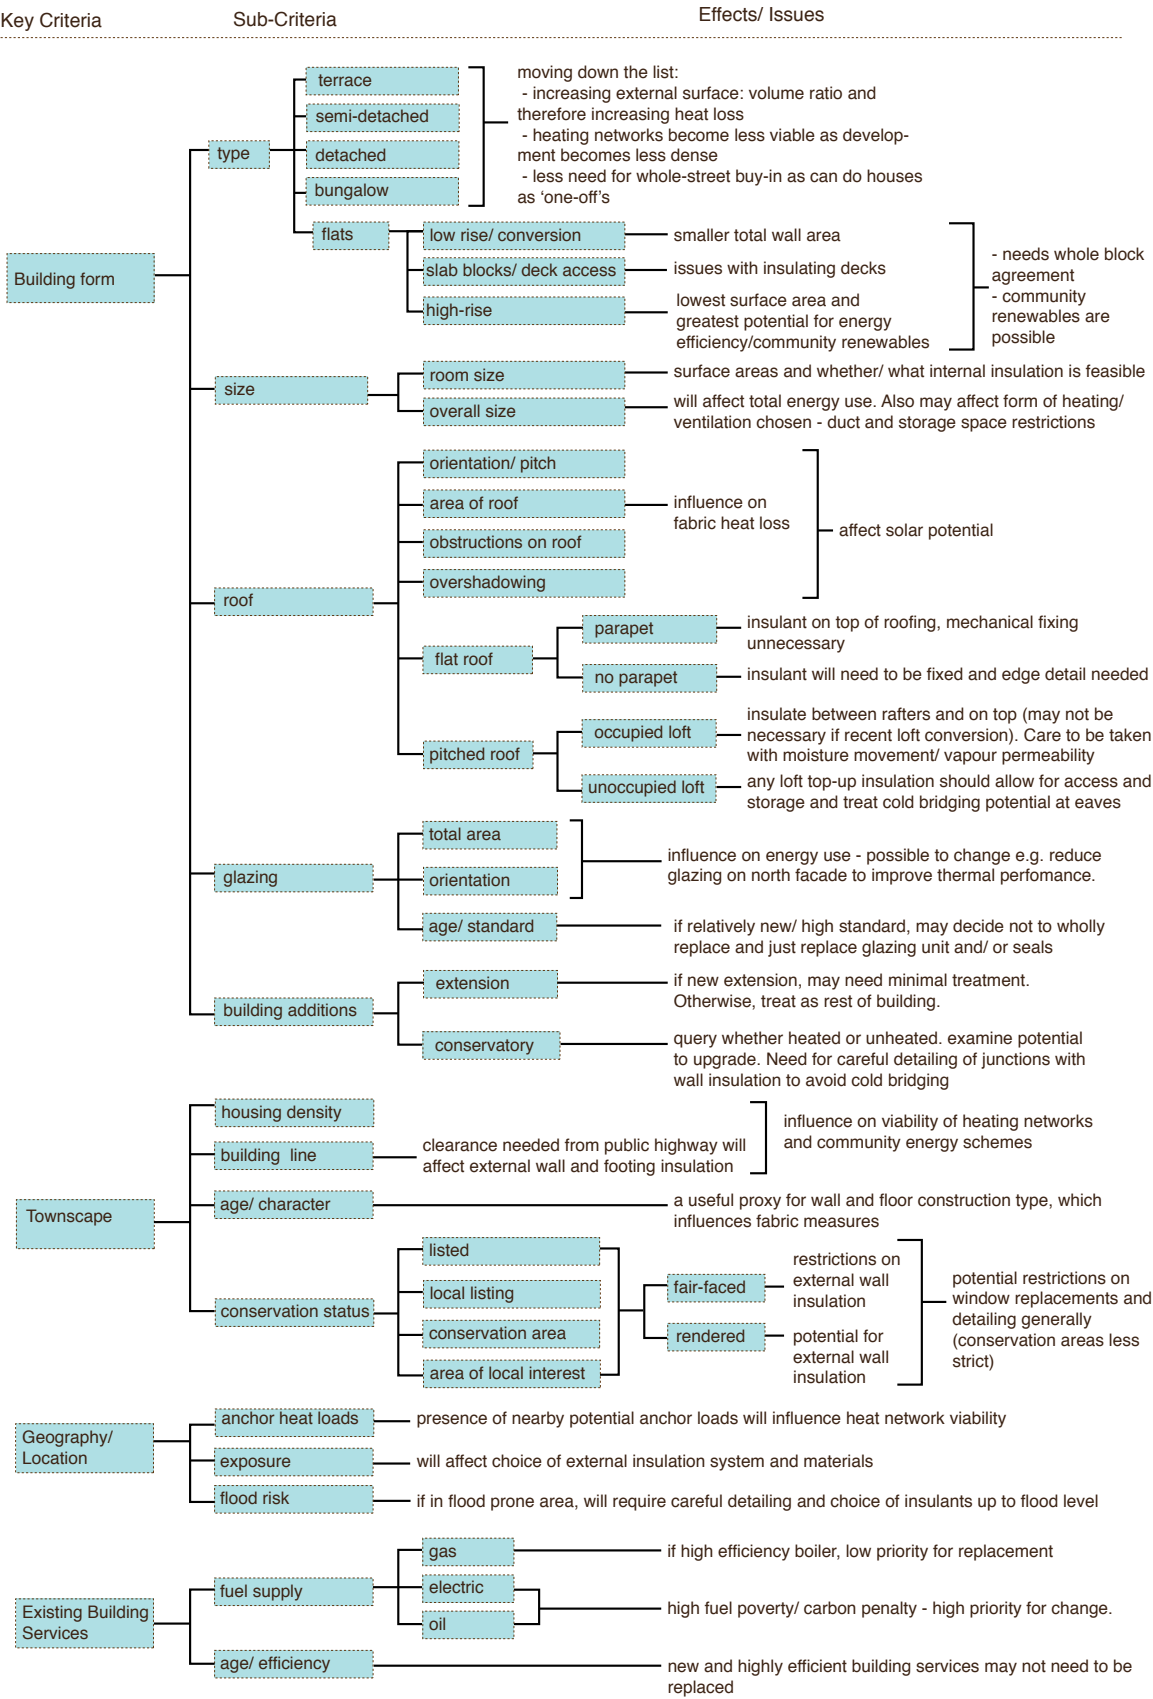 Key Criteria
Sub-Criteria
Effects/ Issues
Building form
type
terrace
semi-detached
detached
bungalow
moving down the list:
- increasing external surface: volume ratio and
therefore increasing heat loss
- heating networks become less viable as develop-
ment becomes less dense
- less need for whole-street buy-in as can do houses
as ‘one-off’s
flats
low rise/ conversion
smaller total wall area
slab blocks/ deck access
issues with insulating decks
high-rise
lowest surface area and
greatest potential for energy
efficiency/community renewables
- needs whole block
agreement
- community
renewables are
possible
size
room size
surface areas and whether/ what internal insulation is feasible
overall size
will affect total energy use. Also may affect form of heating/
ventilation chosen - duct and storage space restrictions
roof
orientation/ pitch
area of roof
influence on
fabric heat loss
obstructions on roof
overshadowing
affect solar potential
flat roof
parapet
insulant on top of roofing, mechanical fixing
unnecessary
no parapet
insulant will need to be fixed and edge detail needed
pitched roof
occupied loft
insulate between rafters and on top (may not be
necessary if recent loft conversion). Care to be taken
with moisture movement/ vapour permeability
unoccupied loft
any loft top-up insulation should allow for access and
storage and treat cold bridging potential at eaves
glazing
total area
orientation
influence on energy use - possible to change e.g. reduce
glazing on north facade to improve thermal perfomance.
age/ standard
if relatively new/ high standard, may decide not to wholly
replace and just replace glazing unit and/ or seals
building additions
extension
if new extension, may need minimal treatment.
Otherwise, treat as rest of building.
conservatory
query whether heated or unheated. examine potential
to upgrade. Need for careful detailing of junctions with
wall insulation to avoid cold bridging
Townscape
housing density
building line
clearance needed from public highway will
affect external wall and footing insulation
influence on viability of heating networks
and community energy schemes
age/ character
a useful proxy for wall and floor construction type, which
influences fabric measures
conservation status
listed
local listing
conservation area
area of local interest
fair-faced
restrictions on
external wall
insulation
rendered
potential for
external wall
insulation
potential restrictions on
window replacements and
detailing generally
(conservation areas less
strict)
Geography/
Location
anchor heat loads
presence of nearby potential anchor loads will influence heat network viability
exposure
will affect choice of external insulation system and materials
flood risk
if in flood prone area, will require careful detailing and choice of insulants up to flood level
Existing Building
Services
fuel supply
gas
if high efficiency boiler, low priority for replacement
electric
oil
high fuel poverty/ carbon penalty - high priority for change.
age/ efficiency
new and highly efficient building services may not need to be
replaced